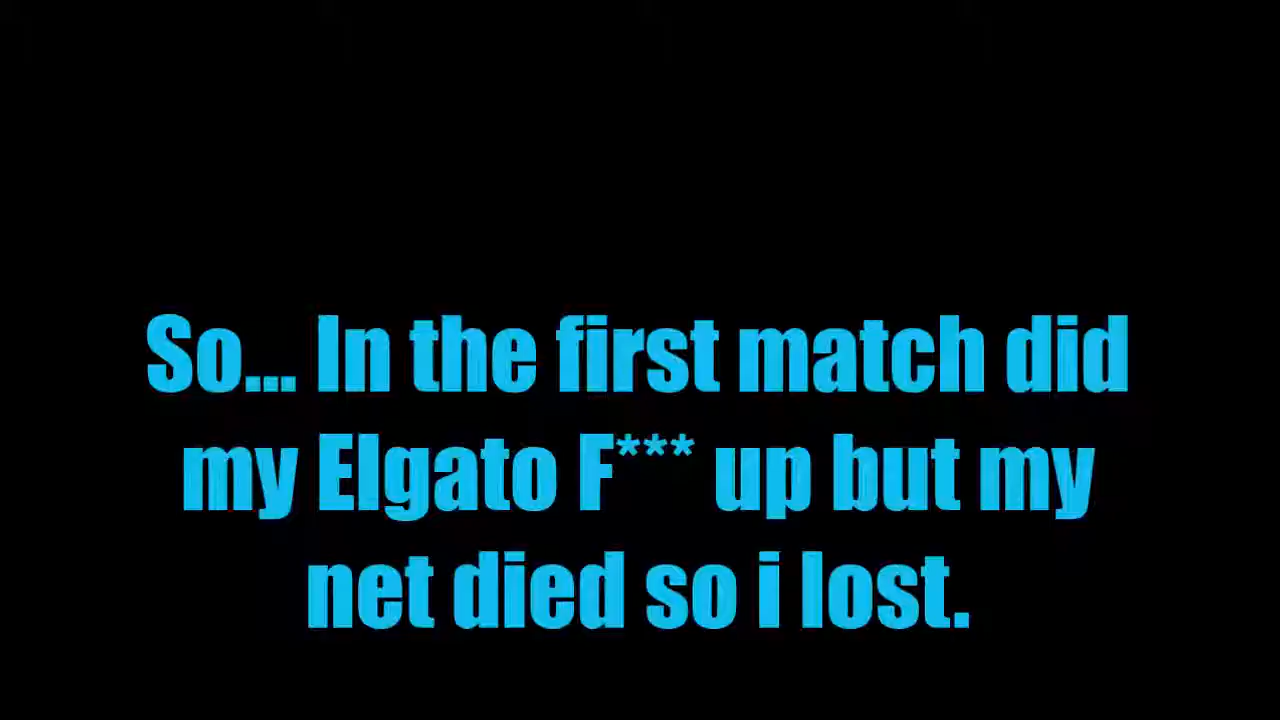 So... In the first match did
my Elgato F*** up but my
net died so i lost.